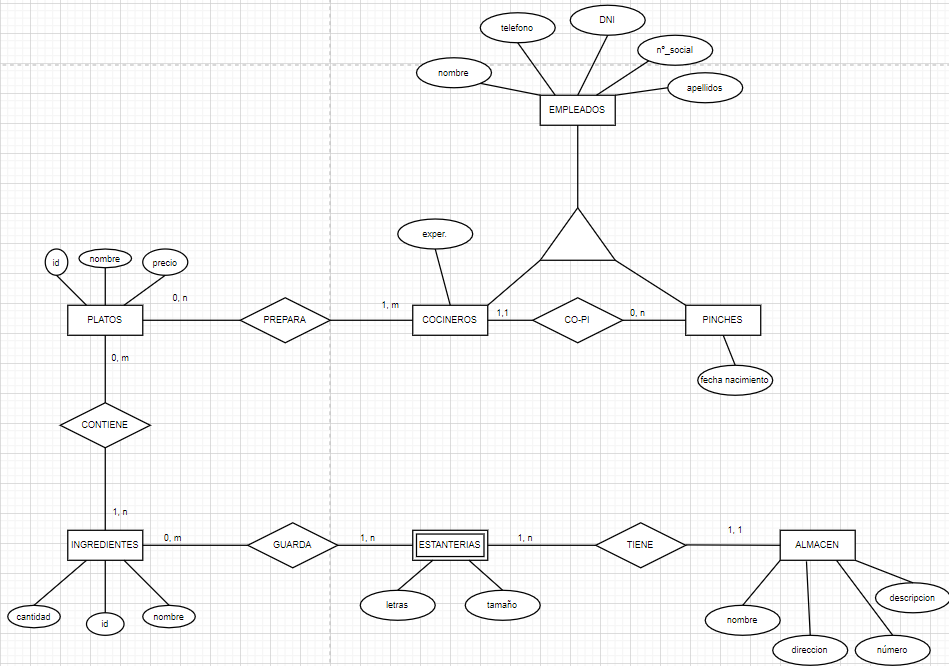 DNI
telefono
nº_social
nombre
apellidos
EMPLEADOS
exper.
id
nombre
precio
0, n
1, m
1,1
0, n
PLATOS
PREPARA
COCINEROS
CO-PI
PINCHES
0, m
fecha nacimiento
CONTIENE
1, n
0, m
1, n
1, n
1, 1
INGREDIENTES
GUARDA
ESTANTERIAS
TIENE
ALMACEN
cantidad
id
nombre
letras
tamaño
nombre
direccion
número
descripcion